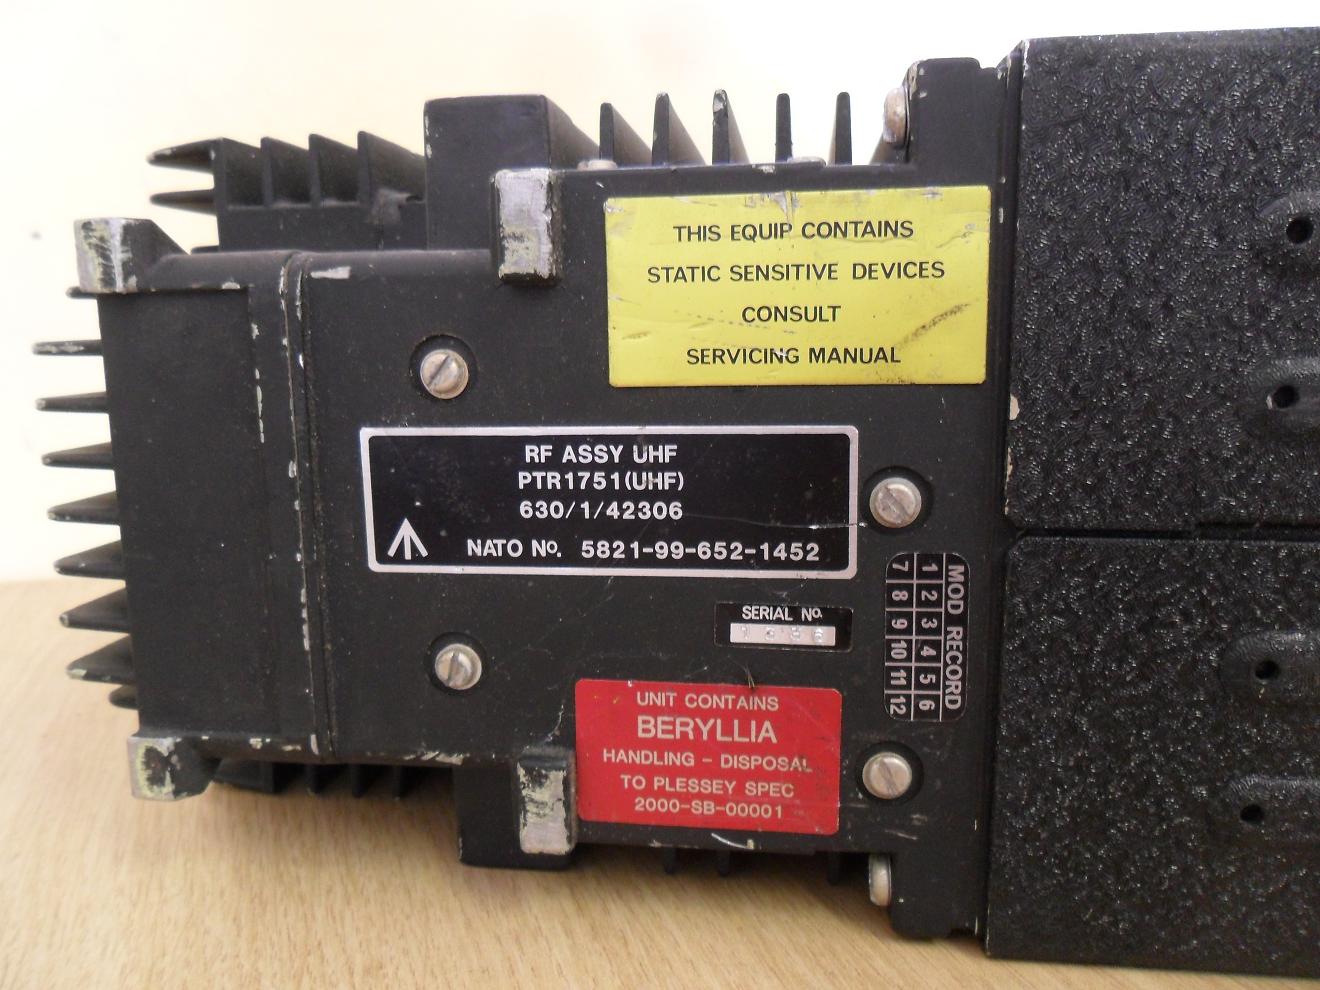 THIS EQUIP CONTAINS
STATIC SENSITIVE DEVICES
CONSULT
SERVICING MANUAL
RF ASSY UHF
PTR1751(UHF)
630/1/42306
NATO No. 5821-99-652-1452
SERIAL No.
MOD RECORD
1 2 3 4 5 6
7 8 9 10 11 12
UNIT CONTAINS
BERYLLIA
HANDLING - DISPOSAL
TO PLESSEY SPEC
2000-SB-00001